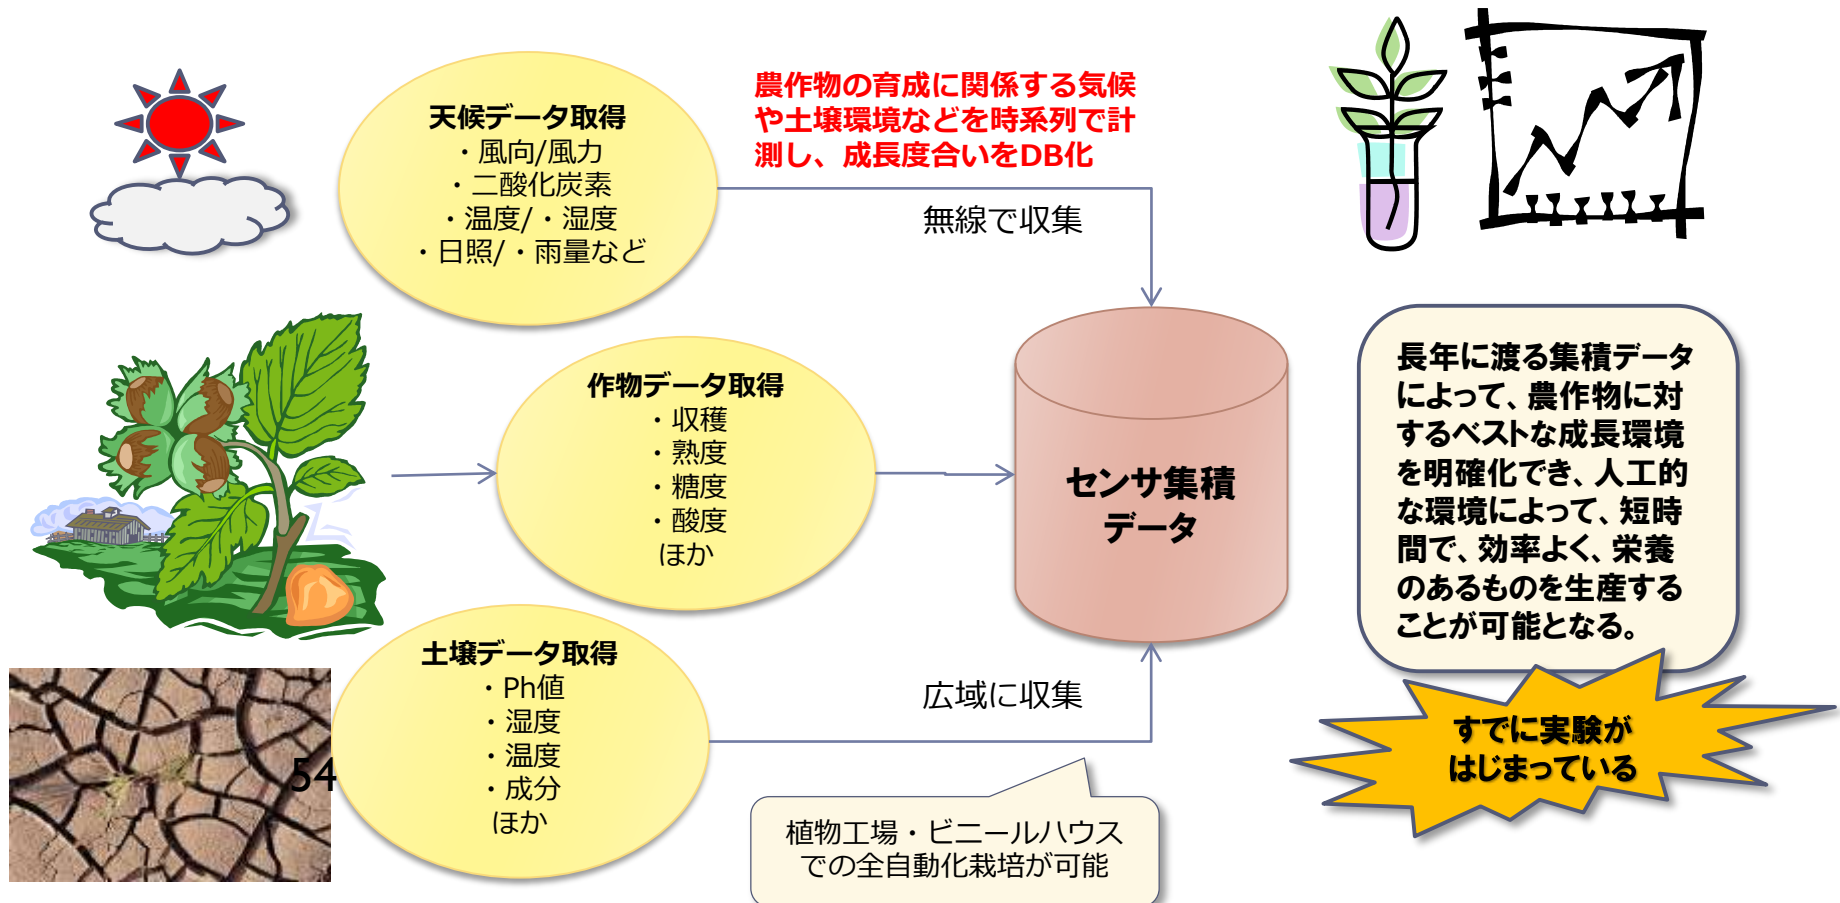 天候データ取得
・風向/風力
・二酸化炭素
・温度/・湿度
・日照/・雨量など
農作物の育成に関係する気候
や土壌環境などを時系列で計
測し、成長度合いをDB化
無線で収集
作物データ取得
・収穫
・熟度
・糖度
・酸度
ほか
センサ集積
データ
長年に渡る集積データ
によって、農作物に対
するベストな成長環境
を明確化でき、人工的
な環境によって、短時
間で、効率よく、栄養
のあるものを生産する
ことが可能となる。
土壌データ取得
・Ph値
・湿度
・温度
・成分
ほか
広域に収集
すでに実験が
はじまっている
54
植物工場・ビニールハウス
での全自動化栽培が可能